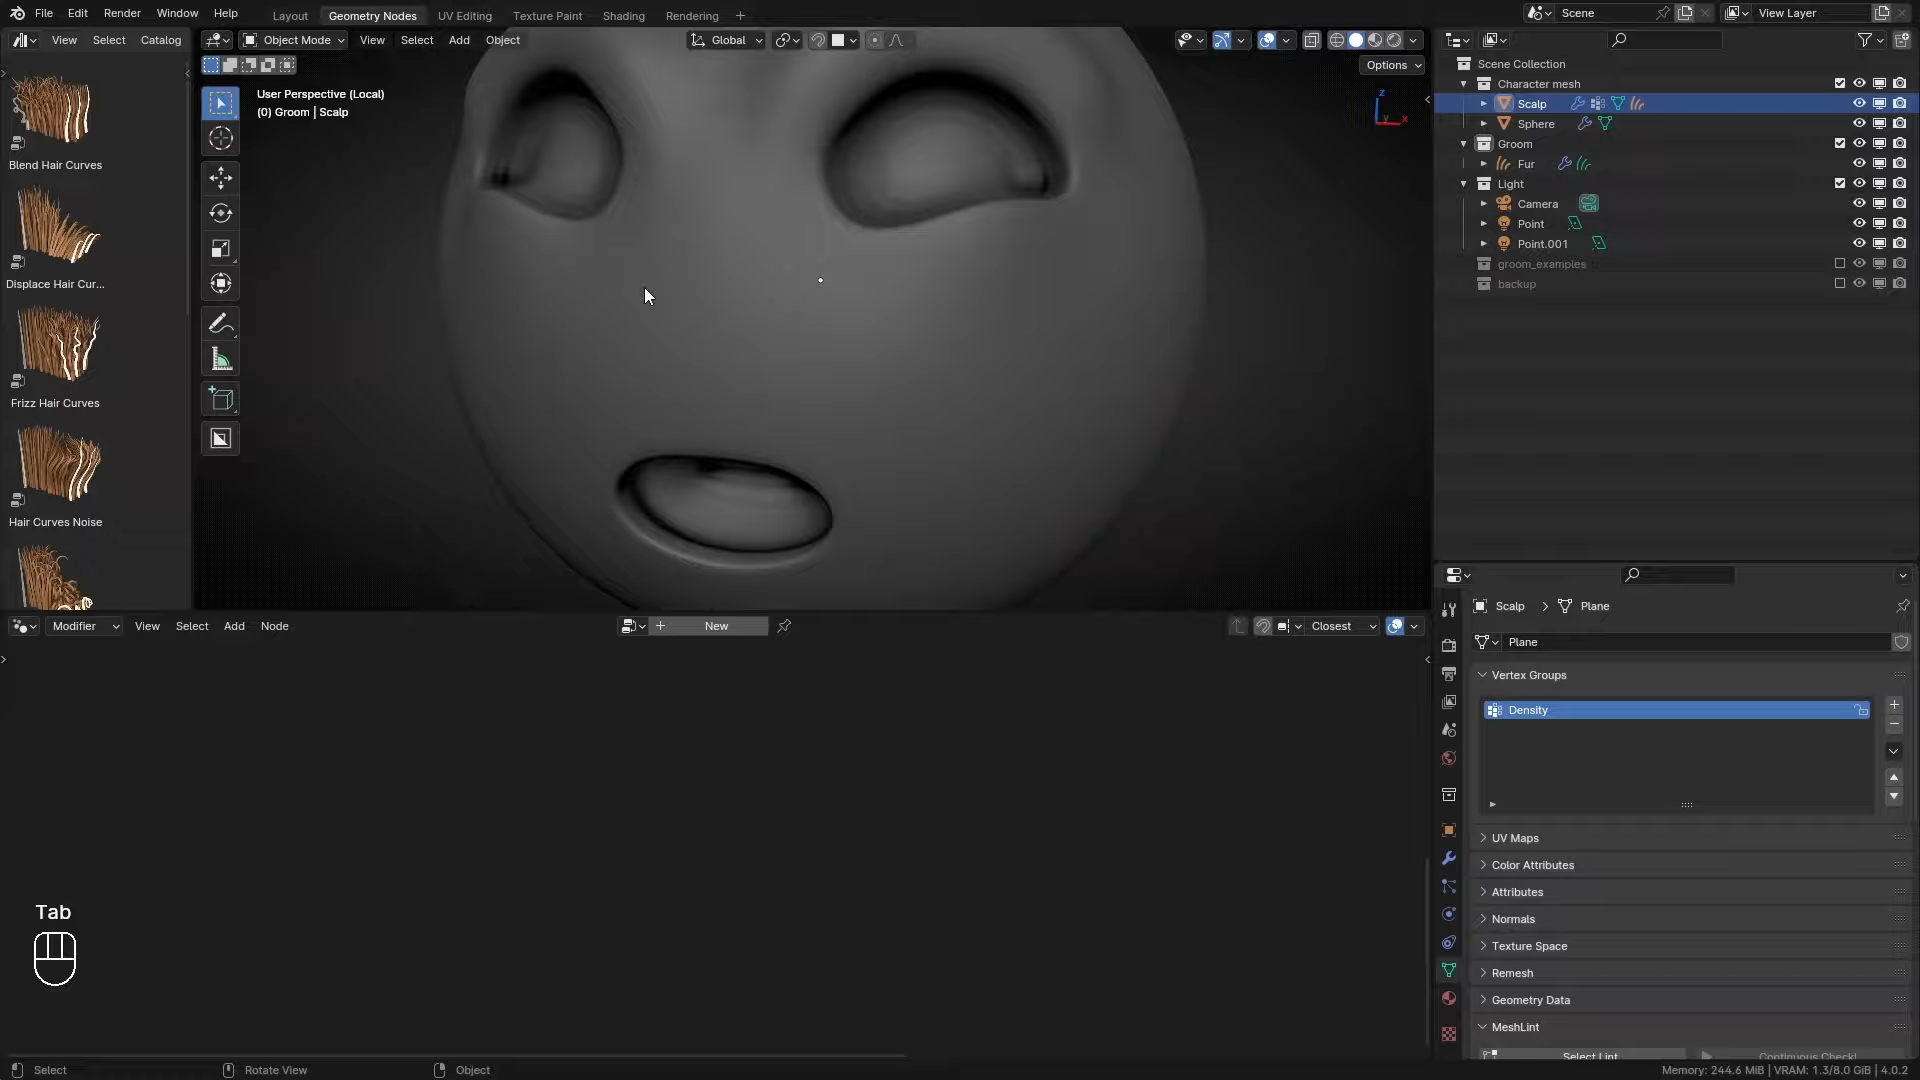 File Edit Render Window Help
Layout Geometry Nodes UV Editing Texture Paint Shading Rendering +
Scene
View Layer
View Select Catalog
Object Mode View Select Add Object
Global
Options
User Perspective (Local)
(0) Groom | Scalp
Z
Y
X
Blend Hair Curves
Displace Hair Cur...
Frizz Hair Curves
Hair Curves Noise
Scene Collection
Character mesh
Scalp
Sphere
Groom
Fur
Light
Camera
Point
Point.001
groom_examples
backup
Modifier View Select Add Node
+ New
Closest
Scalp > Plane
Plane
Vertex Groups
Density
UV Maps
Color Attributes
Attributes
Normals
Texture Space
Remesh
Geometry Data
MeshLint
Select Lint
Continuous Check!
Tab
Select
Rotate View
Object
Memory: 244.6 MiB | VRAM: 1.3/8.0 GiB | 4.0.2